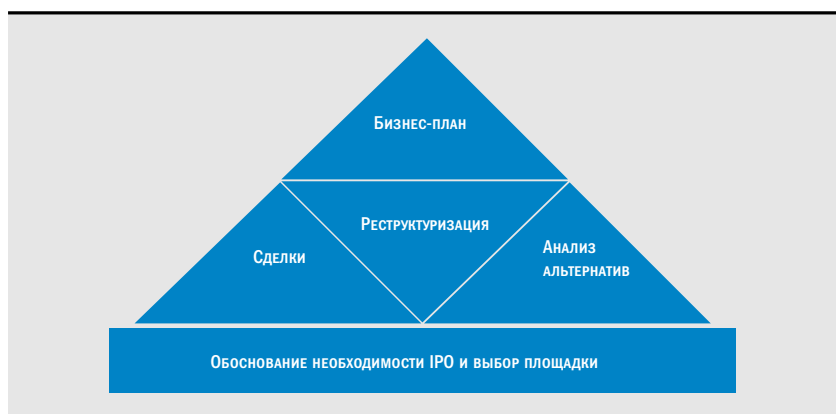 Бизнес-план
Реструктуризация
Сделки
Анализ
альтернатив
Обоснование необходимости IPO и выбор площадки